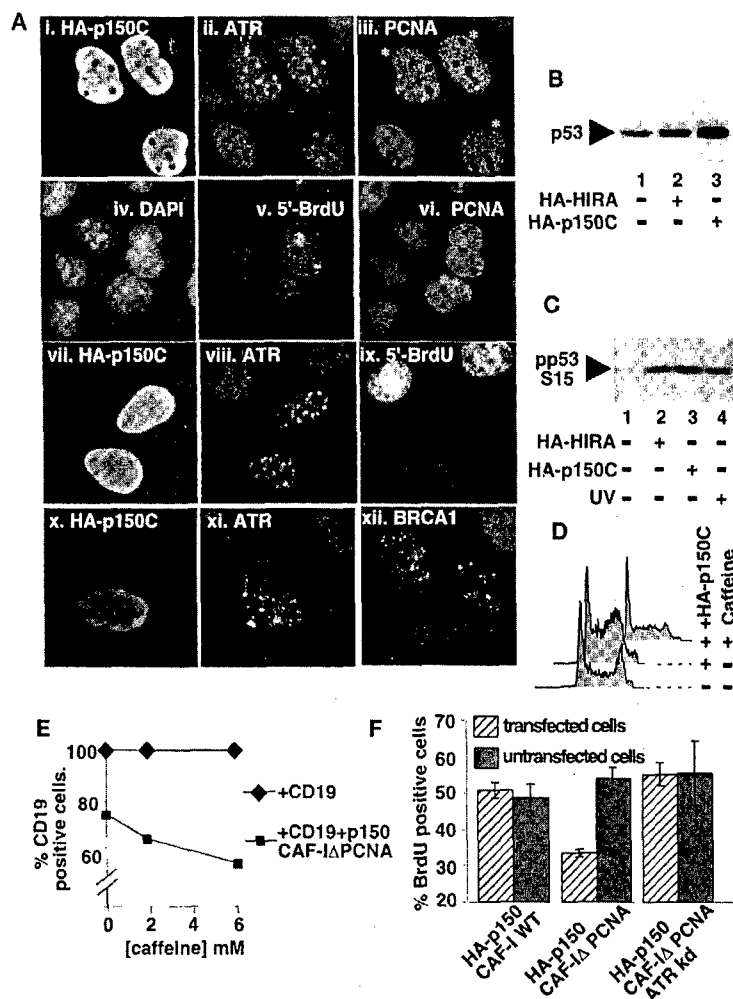 A
i. HA-p150C
ii. ATR
iii. PCNA
*
*
*
iv. DAPI
v. 5'-BrdU
vi. PCNA
vii. HA-p150C
viii. ATR
ix. 5'-BrdU
x. HA-p150C
xi. ATR
xii. BRCA1
B
p53
1 2 3
HA-HIRA - + -
HA-p150C - - +
C
pp53
S15
1 2 3 4
HA-HIRA - + - -
HA-p150C - - + -
UV - - - +
D
+HA-p150C
Caffeine
+ +
+ -
- -
E
% CD19
positive cells.
100
80
60
0 2 4 6
[caffeine] mM
+CD19
+CD19+p150
CAF-IΔPCNA
F
% BrdU positive cells
70
60
50
40
30
20
transfected cells
untransfected cells
HA-p150
CAF-I WT
HA-p150
CAF-IΔ PCNA
HA-p150
CAF-IΔ PCNA
ATR kd